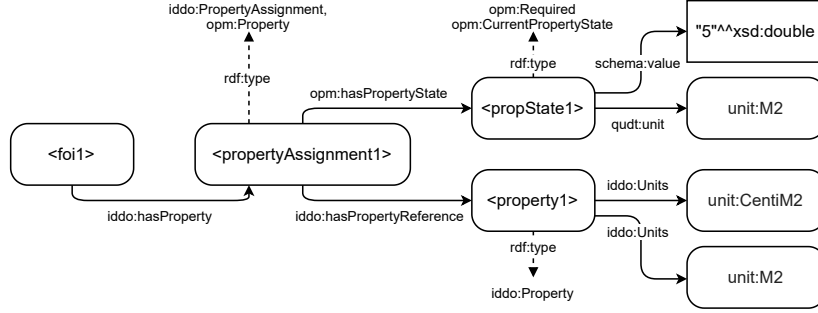 iddo:PropertyAssignment,
opm:Property
opm:Required
opm:CurrentPropertyState
"5"^^xsd:double
rdf:type
rdf:type
schema:value
opm:hasPropertyState
<propState1>
unit:M2
qudt:unit
<foi1>
<propertyAssignment1>
iddo:hasProperty
iddo:hasPropertyReference
<property1>
iddo:Units
unit:CentiM2
iddo:Units
rdf:type
unit:M2
iddo:Property